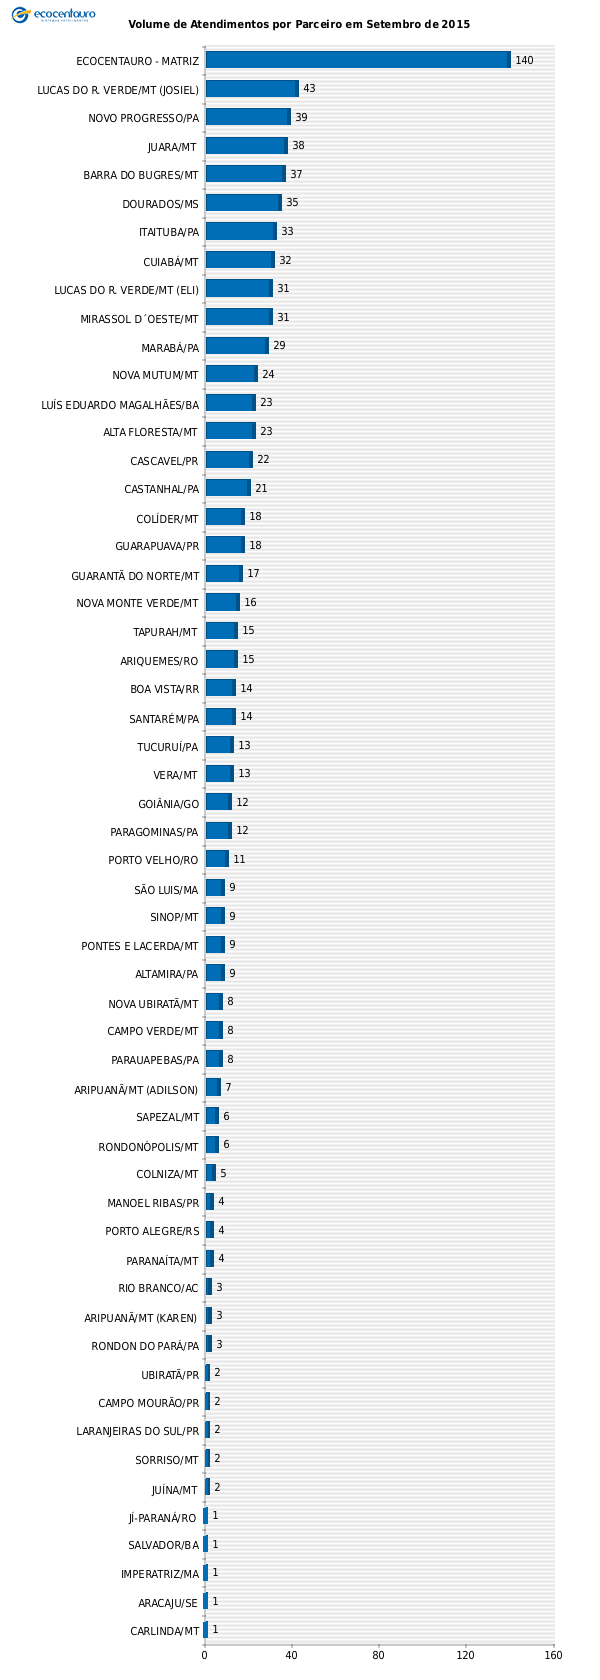 ecocentauro
Volume de Atendimentos por Parceiro em Setembro de 2015
ECOCENTAURO - MATRIZ 140
LUCAS DO R. VERDE/MT (JOSIEL) 43
NOVO PROGRESSO/PA 39
JUARA/MT 38
BARRA DO BUGRES/MT 37
DOURADOS/MS 35
ITAITUBA/PA 33
CUIABÁ/MT 32
LUCAS DO R. VERDE/MT (ELI) 31
MIRASSOL D´OESTE/MT 31
MARABÁ/PA 29
NOVA MUTUM/MT 24
LUÍS EDUARDO MAGALHÃES/BA 23
ALTA FLORESTA/MT 23
CASCAVEL/PR 22
CASTANHAL/PA 21
COLÍDER/MT 18
GUARAPUAVA/PR 18
GUARANTÃ DO NORTE/MT 17
NOVA MONTE VERDE/MT 16
TAPURAH/MT 15
ARIQUEMES/RO 15
BOA VISTA/RR 14
SANTARÉM/PA 14
TUCURUÍ/PA 13
VERA/MT 13
GOIÂNIA/GO 12
PARAGOMINAS/PA 12
PORTO VELHO/RO 11
SÃO LUIS/MA 9
SINOP/MT 9
PONTES E LACERDA/MT 9
ALTAMIRA/PA 9
NOVA UBIRATÃ/MT 8
CAMPO VERDE/MT 8
PARAUAPEBAS/PA 8
ARIPUANÃ/MT (ADILSON) 7
SAPEZAL/MT 6
RONDONÓPOLIS/MT 6
COLNIZA/MT 5
MANOEL RIBAS/PR 4
PORTO ALEGRE/RS 4
PARANAÍTA/MT 4
RIO BRANCO/AC 3
ARIPUANÃ/MT (KAREN) 3
RONDON DO PARÁ/PA 3
UBIRATÃ/PR 2
CAMPO MOURÃO/PR 2
LARANJEIRAS DO SUL/PR 2
SORRISO/MT 2
JUÍNA/MT 2
JÍ-PARANÁ/RO 1
SALVADOR/BA 1
IMPERATRIZ/MA 1
ARACAJU/SE 1
CARLINDA/MT 1
0 40 80 120 160